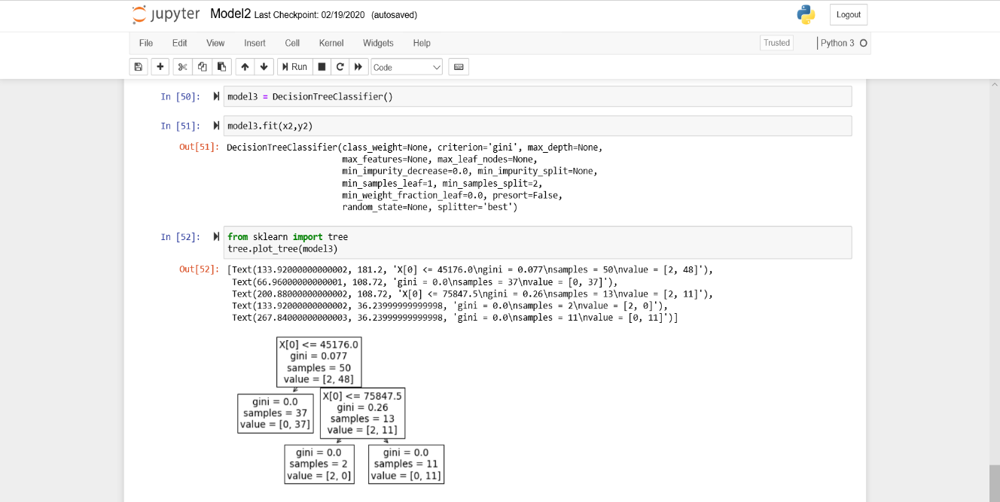 jupyter Model2 Last Checkpoint: 02/19/2020 (autosaved)
Logout
File Edit View Insert Cell Kernel Widgets Help
Trusted
Python 3
Run
Code
In [50]: model3 = DecisionTreeClassifier()
In [51]: model3.fit(x2,y2)
Out[51]: DecisionTreeClassifier(class_weight=None, criterion='gini', max_depth=None,
max_features=None, max_leaf_nodes=None,
min_impurity_decrease=0.0, min_impurity_split=None,
min_samples_leaf=1, min_samples_split=2,
min_weight_fraction_leaf=0.0, presort=False,
random_state=None, splitter='best')
In [52]: from sklearn import tree
tree.plot_tree(model3)
Out[52]: [Text(133.92000000000002, 181.2, 'X[0] <= 45176.0\ngini = 0.077\nsamples = 50\nvalue = [2, 48]'),
Text(66.96000000000001, 108.72, 'gini = 0.0\nsamples = 37\nvalue = [0, 37]'),
Text(200.88000000000002, 108.72, 'X[0] <= 75847.5\ngini = 0.26\nsamples = 13\nvalue = [2, 11]'),
Text(133.92000000000002, 36.23999999999998, 'gini = 0.0\nsamples = 2\nvalue = [2, 0]'),
Text(267.84000000000003, 36.23999999999998, 'gini = 0.0\nsamples = 11\nvalue = [0, 11]')]
X[0] <= 45176.0
gini = 0.077
samples = 50
value = [2, 48]
gini = 0.0
samples = 37
value = [0, 37]
X[0] <= 75847.5
gini = 0.26
samples = 13
value = [2, 11]
gini = 0.0
samples = 2
value = [2, 0]
gini = 0.0
samples = 11
value = [0, 11]